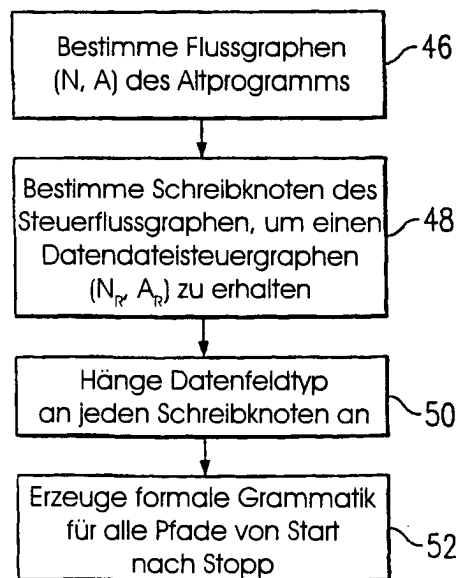 Bestimme Flussgraphen
(N, A) des Altprogramms
46
Bestimme Schreibknoten des
Steuerflussgraphen, um einen
Datendateisteuergraphen
(N_R, A_R) zu erhalten
48
Hänge Datenfeldtyp
an jeden Schreibknoten an
50
Erzeuge formale Grammatik
für alle Pfade von Start
nach Stopp
52